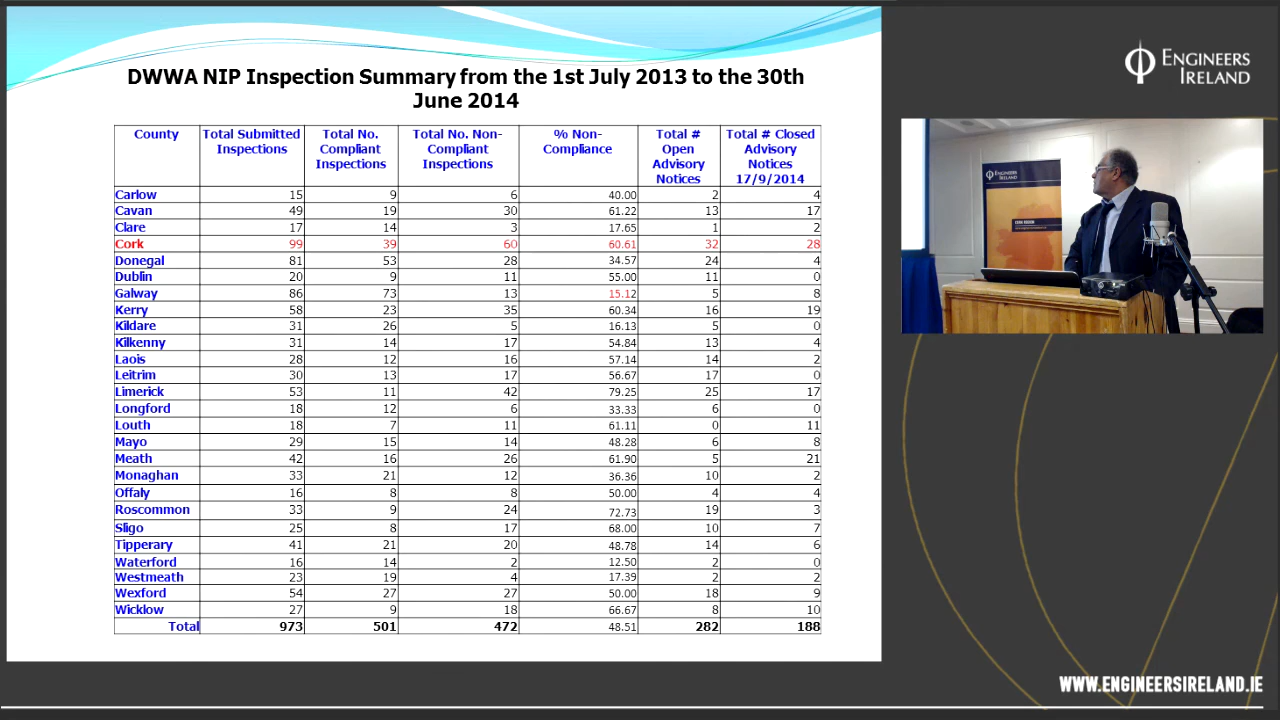 DWWA NIP Inspection Summary from the 1st July 2013 to the 30th
June 2014
County Total Submitted Inspections Total No. Compliant Inspections Total No. Non-Compliant Inspections % Non-Compliance Total # Open Advisory Notices Total # Closed Advisory Notices 17/9/2014
Carlow 15 9 6 40.00 2 4
Cavan 49 19 30 61.22 13 17
Clare 17 14 3 17.65 1 2
Cork 99 39 60 60.61 32 28
Donegal 81 53 28 34.57 24 4
Dublin 20 9 11 55.00 11 0
Galway 86 73 13 15.12 5 8
Kerry 58 23 35 60.34 16 19
Kildare 31 26 5 16.13 5 0
Kilkenny 31 14 17 54.84 13 4
Laois 28 12 16 57.14 14 2
Leitrim 30 13 17 56.67 17 0
Limerick 53 11 42 79.25 25 17
Longford 18 12 6 33.33 6 0
Louth 18 7 11 61.11 0 11
Mayo 29 15 14 48.28 6 8
Meath 42 16 26 61.90 5 21
Monaghan 33 21 12 36.36 10 2
Offaly 16 8 8 50.00 4 4
Roscommon 33 9 24 72.73 19 3
Sligo 25 8 17 68.00 10 7
Tipperary 41 21 20 48.78 14 6
Waterford 16 14 2 12.50 2 0
Westmeath 23 19 4 17.39 2 2
Wexford 54 27 27 50.00 18 9
Wicklow 27 9 18 66.67 8 10
Total 973 501 472 48.51 282 188
ENGINEERS
IRELAND
ENGINEERS
IRELAND
WWW.ENGINEERSIRELAND.IE